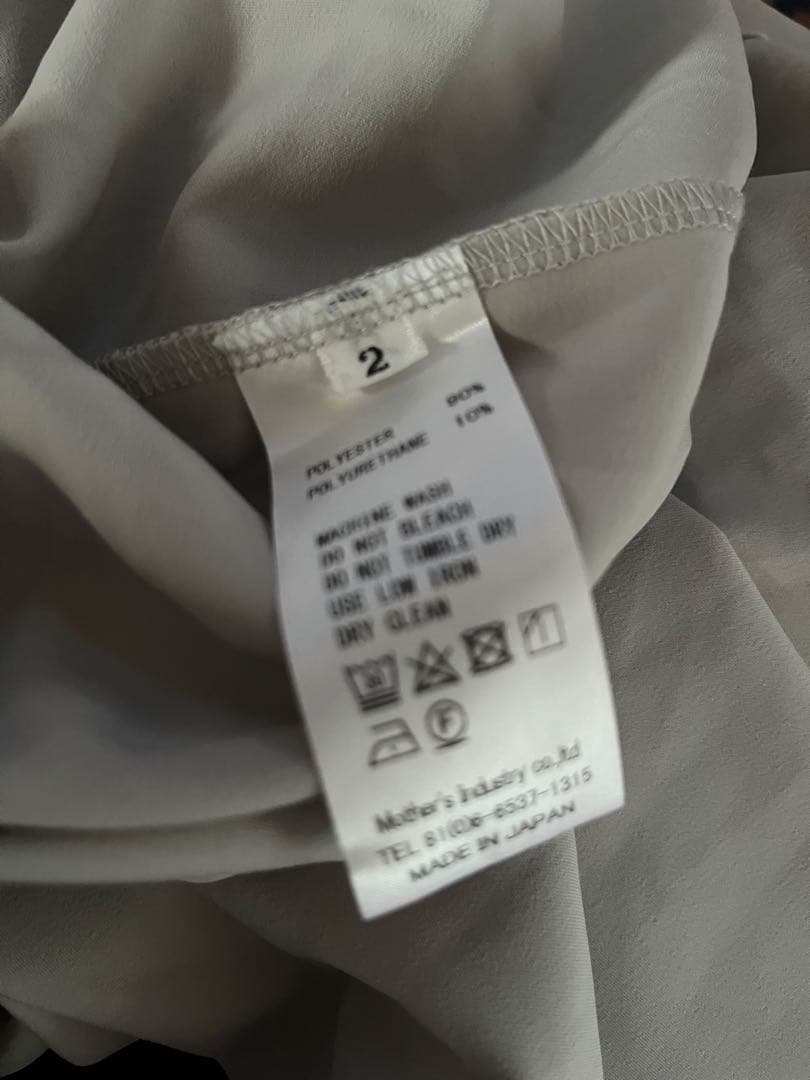 2
POLYESTER 90%
POLYURETHANE 10%
MACHINE WASH
DO NOT BLEACH
DO NOT TUMBLE DRY
USE LOW IRON
DRY CLEAN
F
Mother's Industry co.,ltd
TEL 81(0)6-6537-1315
MADE IN JAPAN